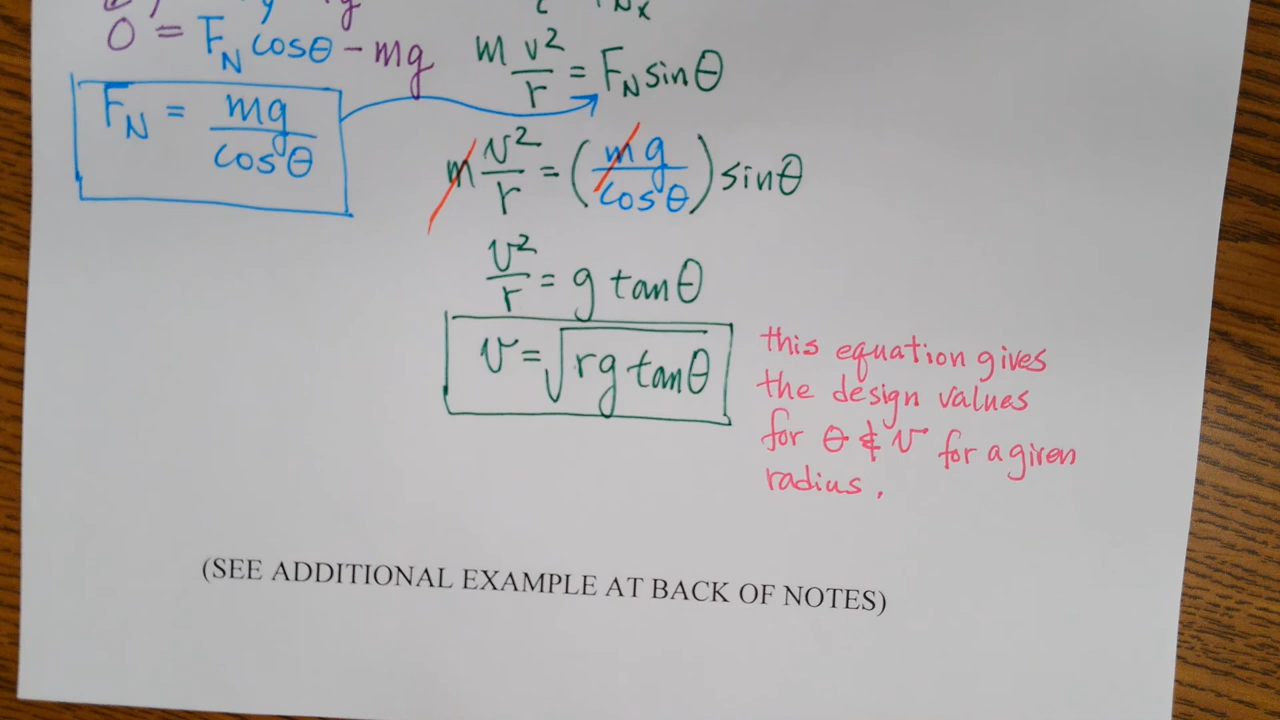 0 = F_N cosθ - mg
m v²/r = F_N sinθ
F_N = mg/cosθ
m v²/r = (mg/cosθ) sinθ
v²/r = g tanθ
v = √(rg tanθ)
this equation gives
the design values
for θ & v for a given
radius.
(SEE ADDITIONAL EXAMPLE AT BACK OF NOTES)